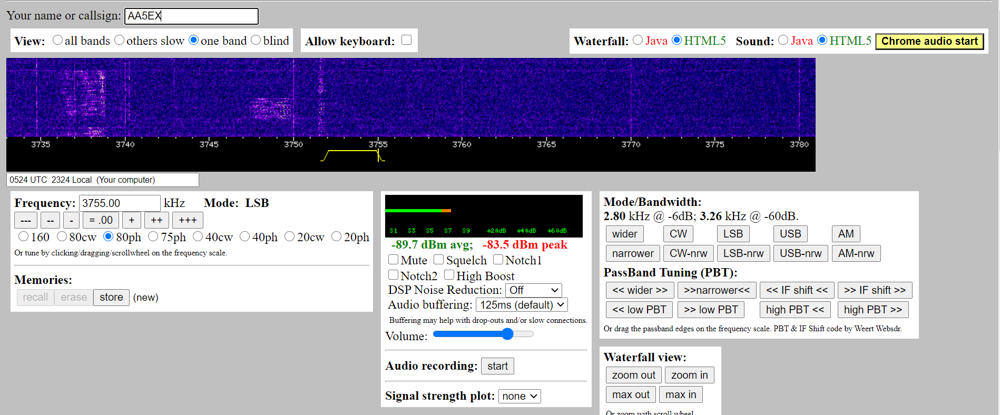 Your name or callsign: AA5EX
View: all bands others slow one band blind Allow keyboard: Waterfall: Java HTML5 Sound: Java HTML5 Chrome audio start
3735 3740 3745 3750 3755 3760 3765 3770 3775 3780
0524 UTC 2324 Local (Your computer)
Frequency: 3755.00 kHz Mode: LSB
--- -- - = .00 + ++ +++
160 80cw 80ph 75ph 40cw 40ph 20cw 20ph
Or tune by clicking/dragging/scrollwheel on the frequency scale.
Memories:
recall erase store (new)
S1 S3 S5 S7 S9 +20dB +40dB +60dB
-89.7 dBm avg; -83.5 dBm peak
Mute Squelch Notch1
Notch2 High Boost
DSP Noise Reduction: Off
Audio buffering: 125ms (default)
Buffering may help with drop-outs and/or slow connections.
Volume:
Audio recording: start
Signal strength plot: none
Mode/Bandwidth:
2.80 kHz @ -6dB; 3.26 kHz @ -60dB.
wider CW LSB USB AM
narrower CW-nrw LSB-nrw USB-nrw AM-nrw
PassBand Tuning (PBT):
<< wider >> >>narrower<< << IF shift << >> IF shift >>
<< low PBT >> low PBT high PBT << high PBT >>
Or drag the passband edges on the frequency scale. PBT & IF Shift code by Weert Websdr.
Waterfall view:
zoom out zoom in
max out max in
Or zoom with scroll wheel